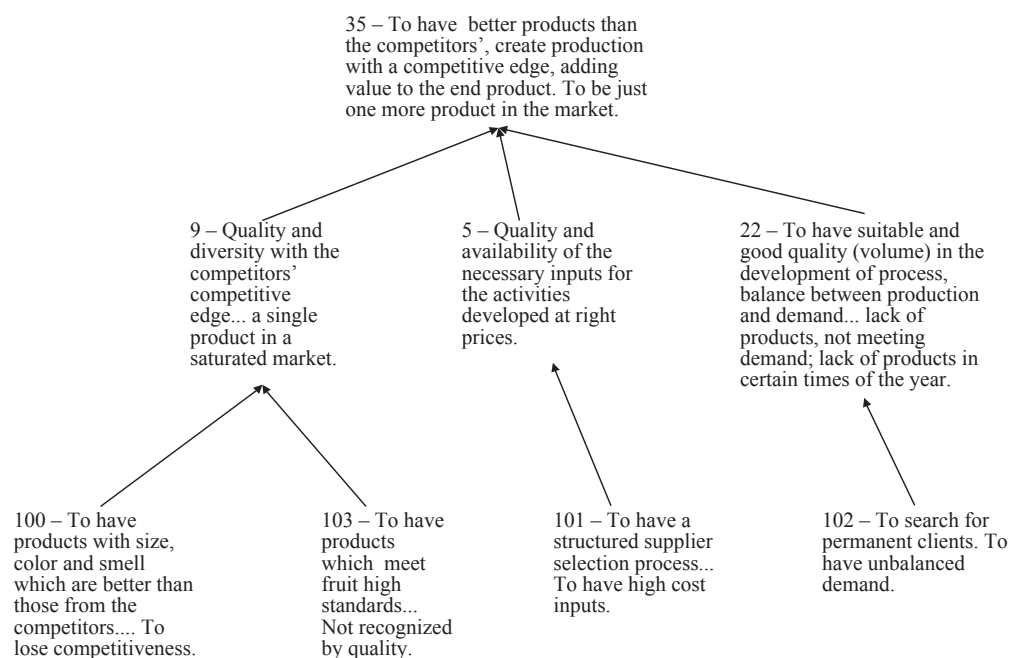 35 – To have  better products than
the competitors’, create production
with a competitive edge, adding
value to the end product. To be just
one more product in the market.
9 – Quality and
diversity with the
competitors’
competitive
edge... a single
product in a
saturated market.
5 – Quality and
availability of the
necessary inputs for
the activities
developed at right
prices.
22 – To have suitable and
good quality (volume) in the
development of process,
balance between production
and demand... lack of
products, not meeting
demand; lack of products in
certain times of the year.
100 – To have
products with size,
color and smell
which are better than
those from the
competitors.... To
lose competitiveness.
103 – To have
products
which  meet
fruit high
standards...
Not recognized
by quality.
101 – To have a
structured supplier
selection process...
To have high cost
inputs.
102 – To search for
permanent clients. To
have unbalanced
demand.